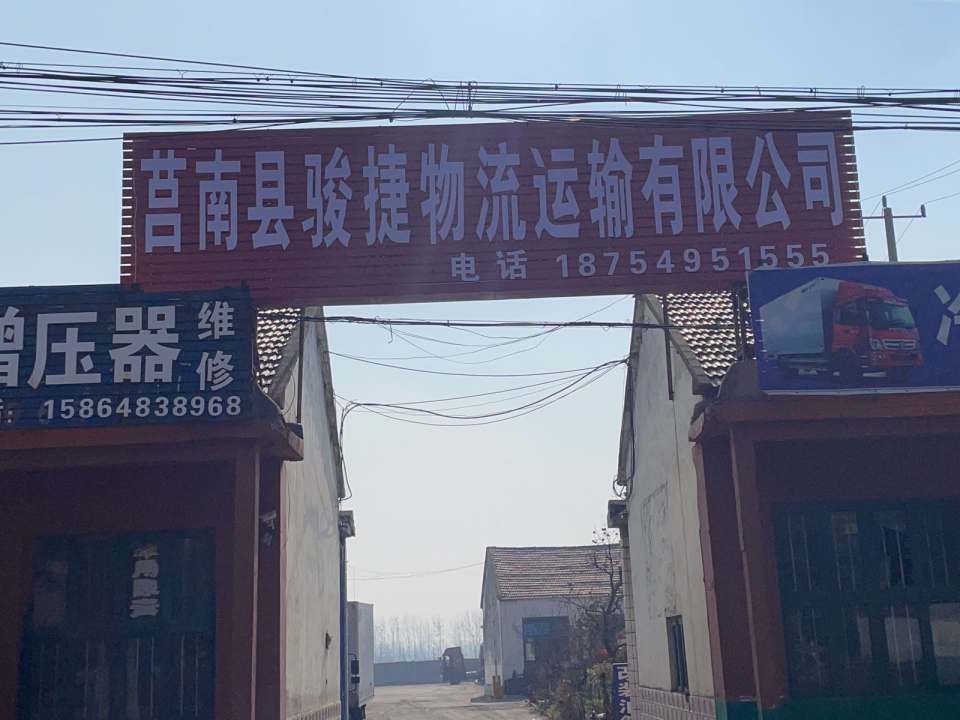 莒南县骏捷物流运输有限公司
电话 18754951555
增压器
维修
15864838968
冷